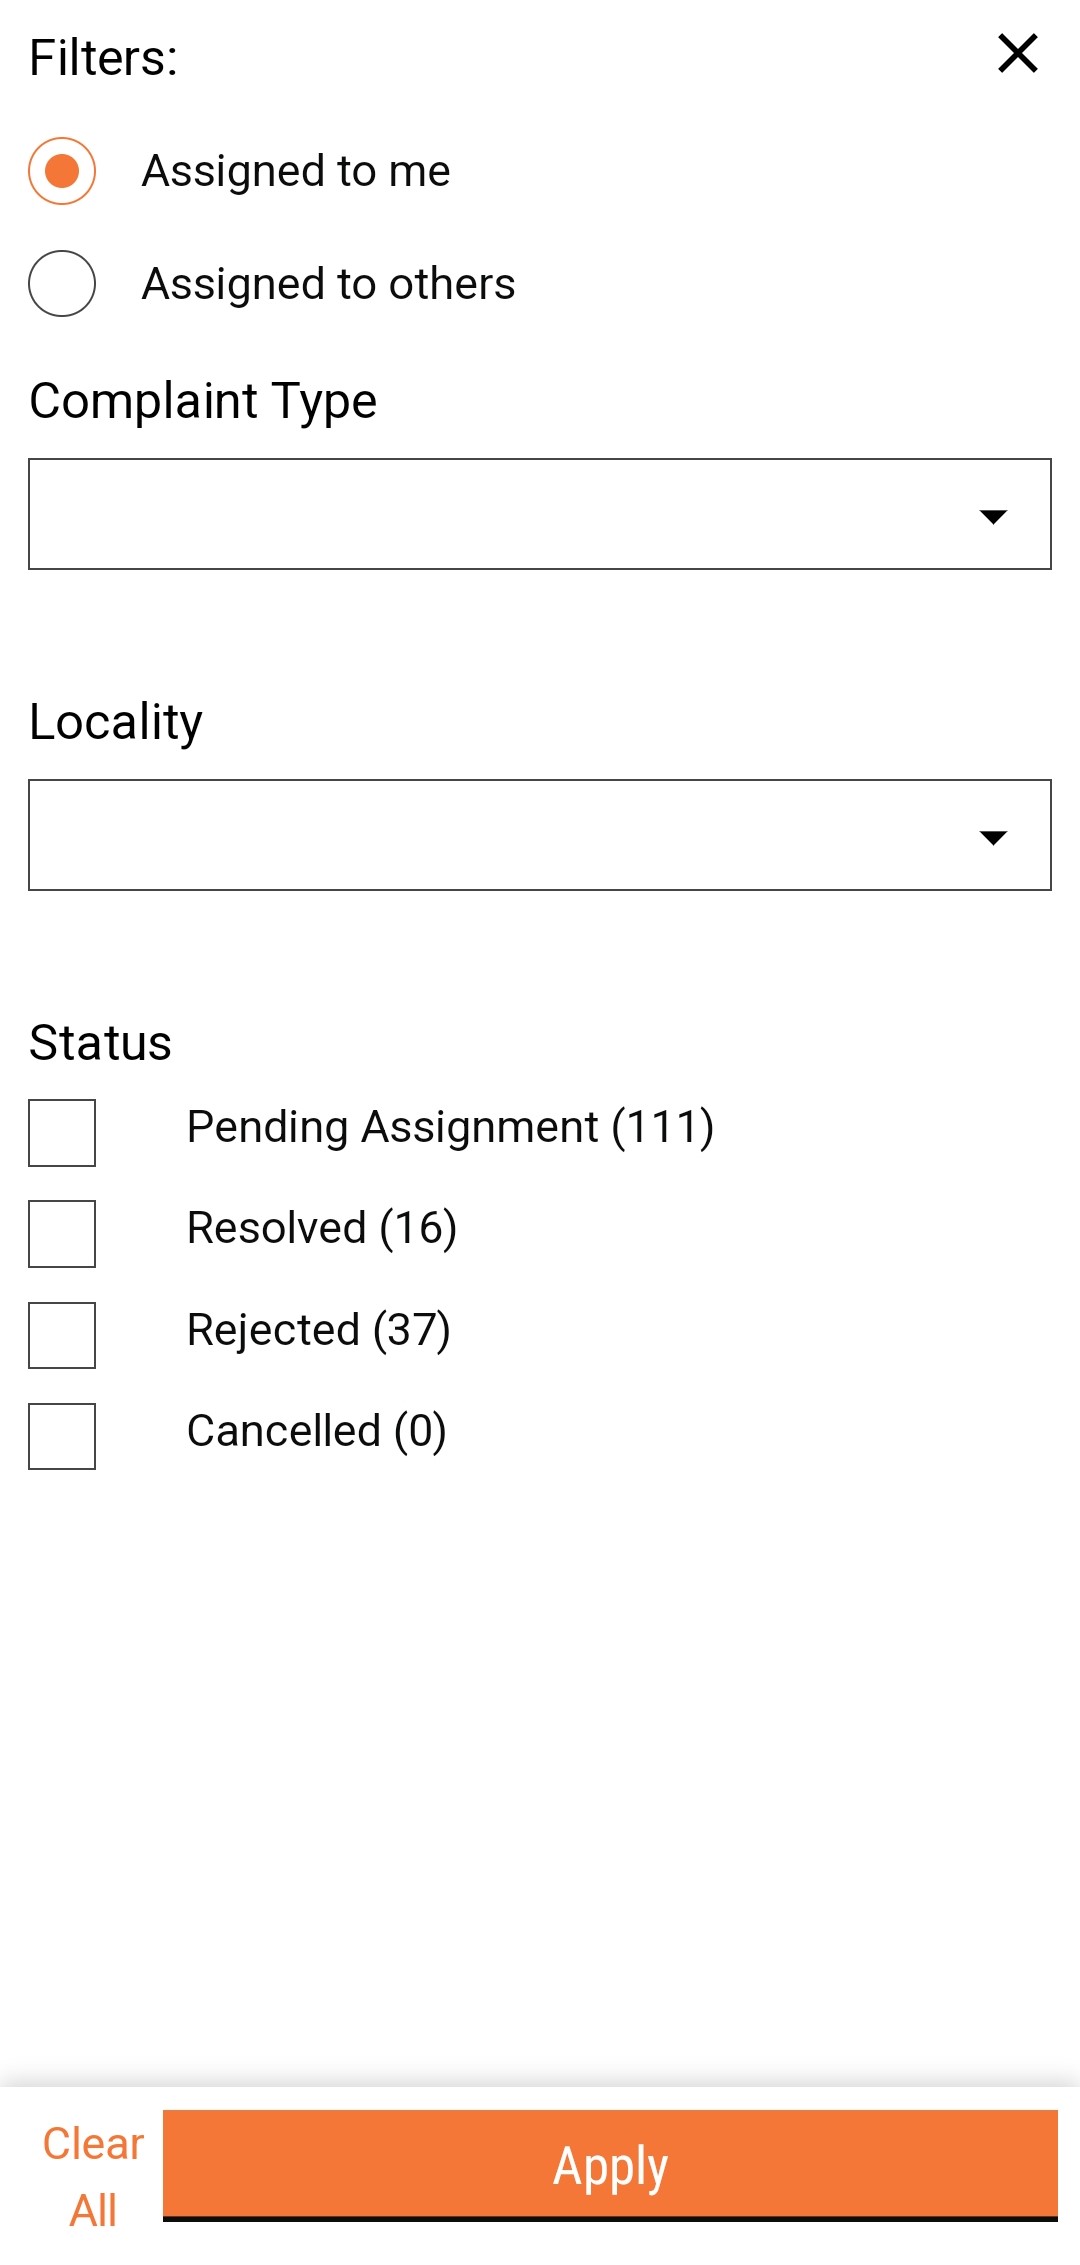 Filters:
Assigned to me
Assigned to others
Complaint Type
Locality
Status
Pending Assignment (111)
Resolved (16)
Rejected (37)
Cancelled (0)
Clear
All
Apply